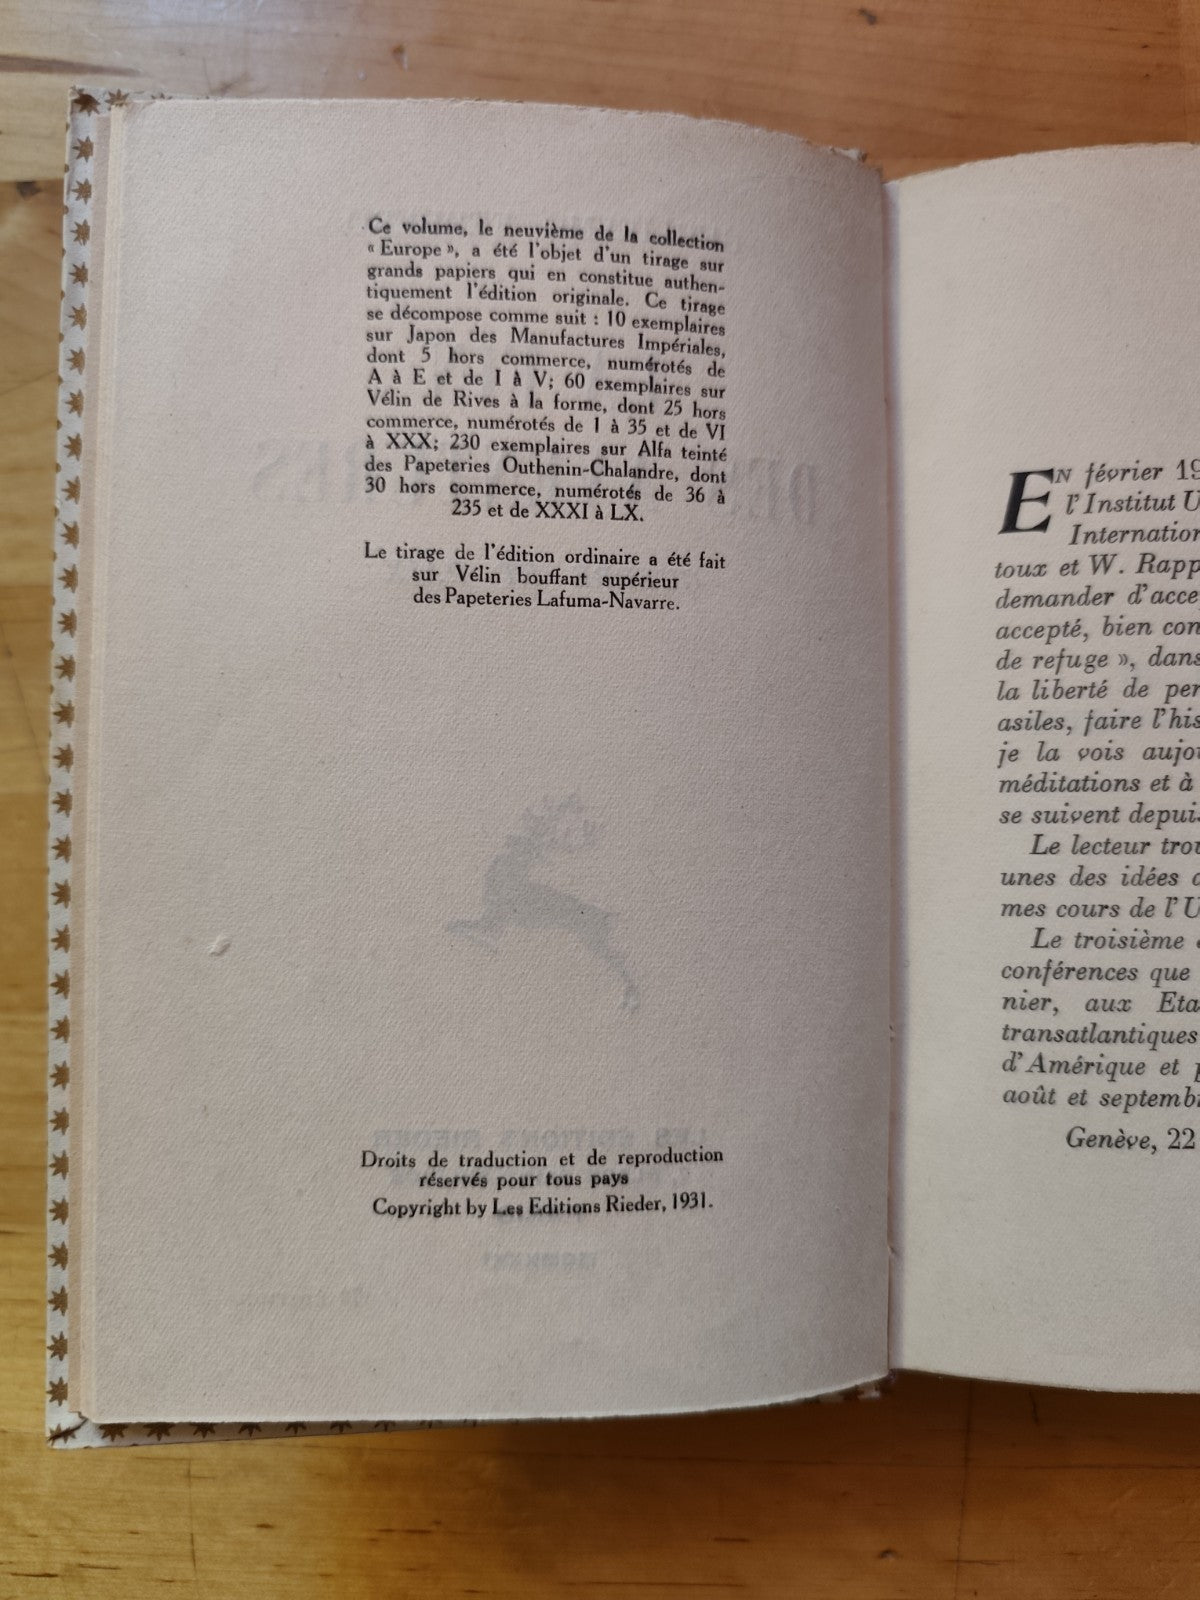 Ce volume, le neuvième de la collection
« Europe », a été l'objet d'un tirage sur
grands papiers qui en constitue authen-
tiquement l'édition originale. Ce tirage
se décompose comme suit : 10 exemplaires
sur Japon des Manufactures Impériales,
dont 5 hors commerce, numérotés de
A à E et de I à V; 60 exemplaires sur
Vélin de Rives à la forme, dont 25 hors
commerce, numérotés de 1 à 35 et de VI
à XXX; 230 exemplaires sur Alfa teinté
des Papeteries Outhenin-Chalandre, dont
30 hors commerce, numérotés de 36 à
235 et de XXXI à LX.
Le tirage de l'édition ordinaire a été fait
sur Vélin bouffant supérieur
des Papeteries Lafuma-Navarre.
Droits de traduction et de reproduction
réservés pour tous pays
Copyright by Les Editions Rieder, 1931.
EN février 19
l'Institut U
Internation
toux et W. Rapp
demander d'acce
accepté, bien con
de refuge », dans
la liberté de pen
asiles, faire l'his
je la vois aujou
méditations et à
se suivent depuis
Le lecteur trou
unes des idées
mes cours de l'U
Le troisième
conférences que
nier, aux Eta
transatlantiques
d'Amérique et p
août et septemb
Genève, 22